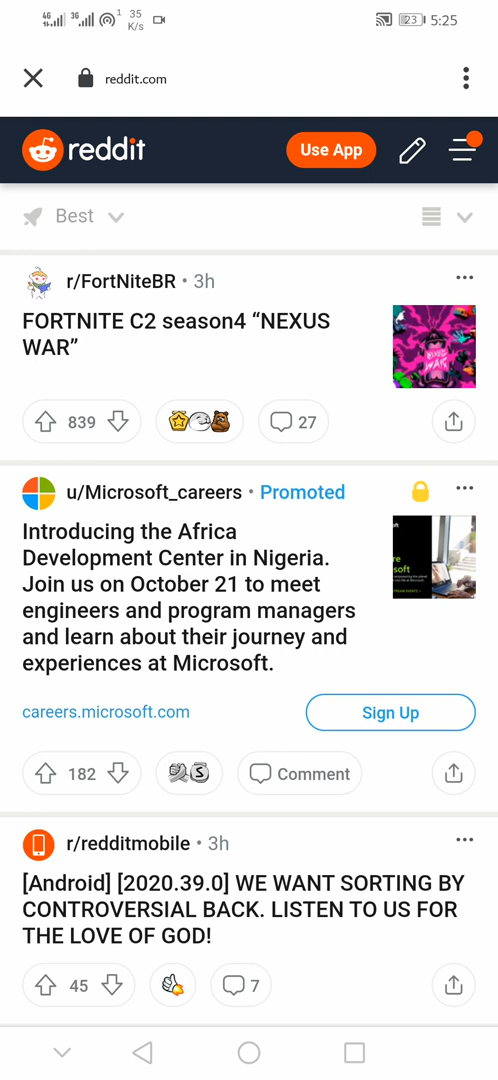 4G 3G 1 35 K/s 23 5:25
reddit.com
reddit Use App
Best
r/FortNiteBR • 3h
FORTNITE C2 season4 “NEXUS
WAR”
839 27
u/Microsoft_careers • Promoted
Introducing the Africa
Development Center in Nigeria.
Join us on October 21 to meet
engineers and program managers
and learn about their journey and
experiences at Microsoft.
careers.microsoft.com Sign Up
182 Comment
r/redditmobile • 3h
[Android] [2020.39.0] WE WANT SORTING BY
CONTROVERSIAL BACK. LISTEN TO US FOR
THE LOVE OF GOD!
45 7